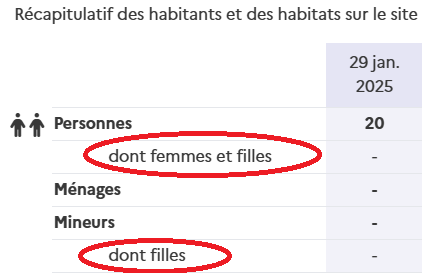 Récapitulatif des habitants et des habitats sur le site
29 jan.
2025
Personnes 20
dont femmes et filles -
Ménages -
Mineurs -
dont filles -